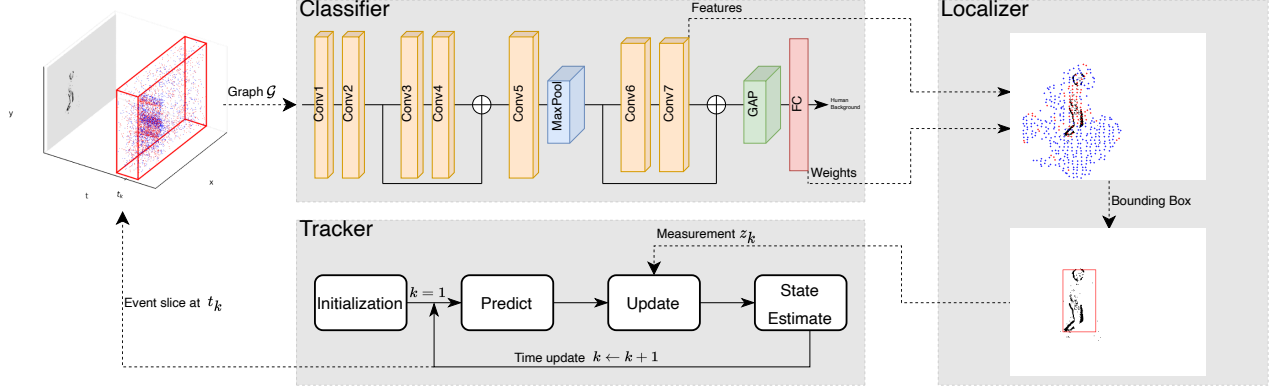 Classifier
Features
Localizer
y
t
t_k
x
Graph 𝒢
Conv1
Conv2
Conv3
Conv4
Conv5
MaxPool
Conv6
Conv7
GAP
FC
Human
Background
Weights
Bounding Box
Tracker
Measurement z_k
Initialization
k = 1
Predict
Update
State
Estimate
Event slice at t_k
Time update k ← k + 1